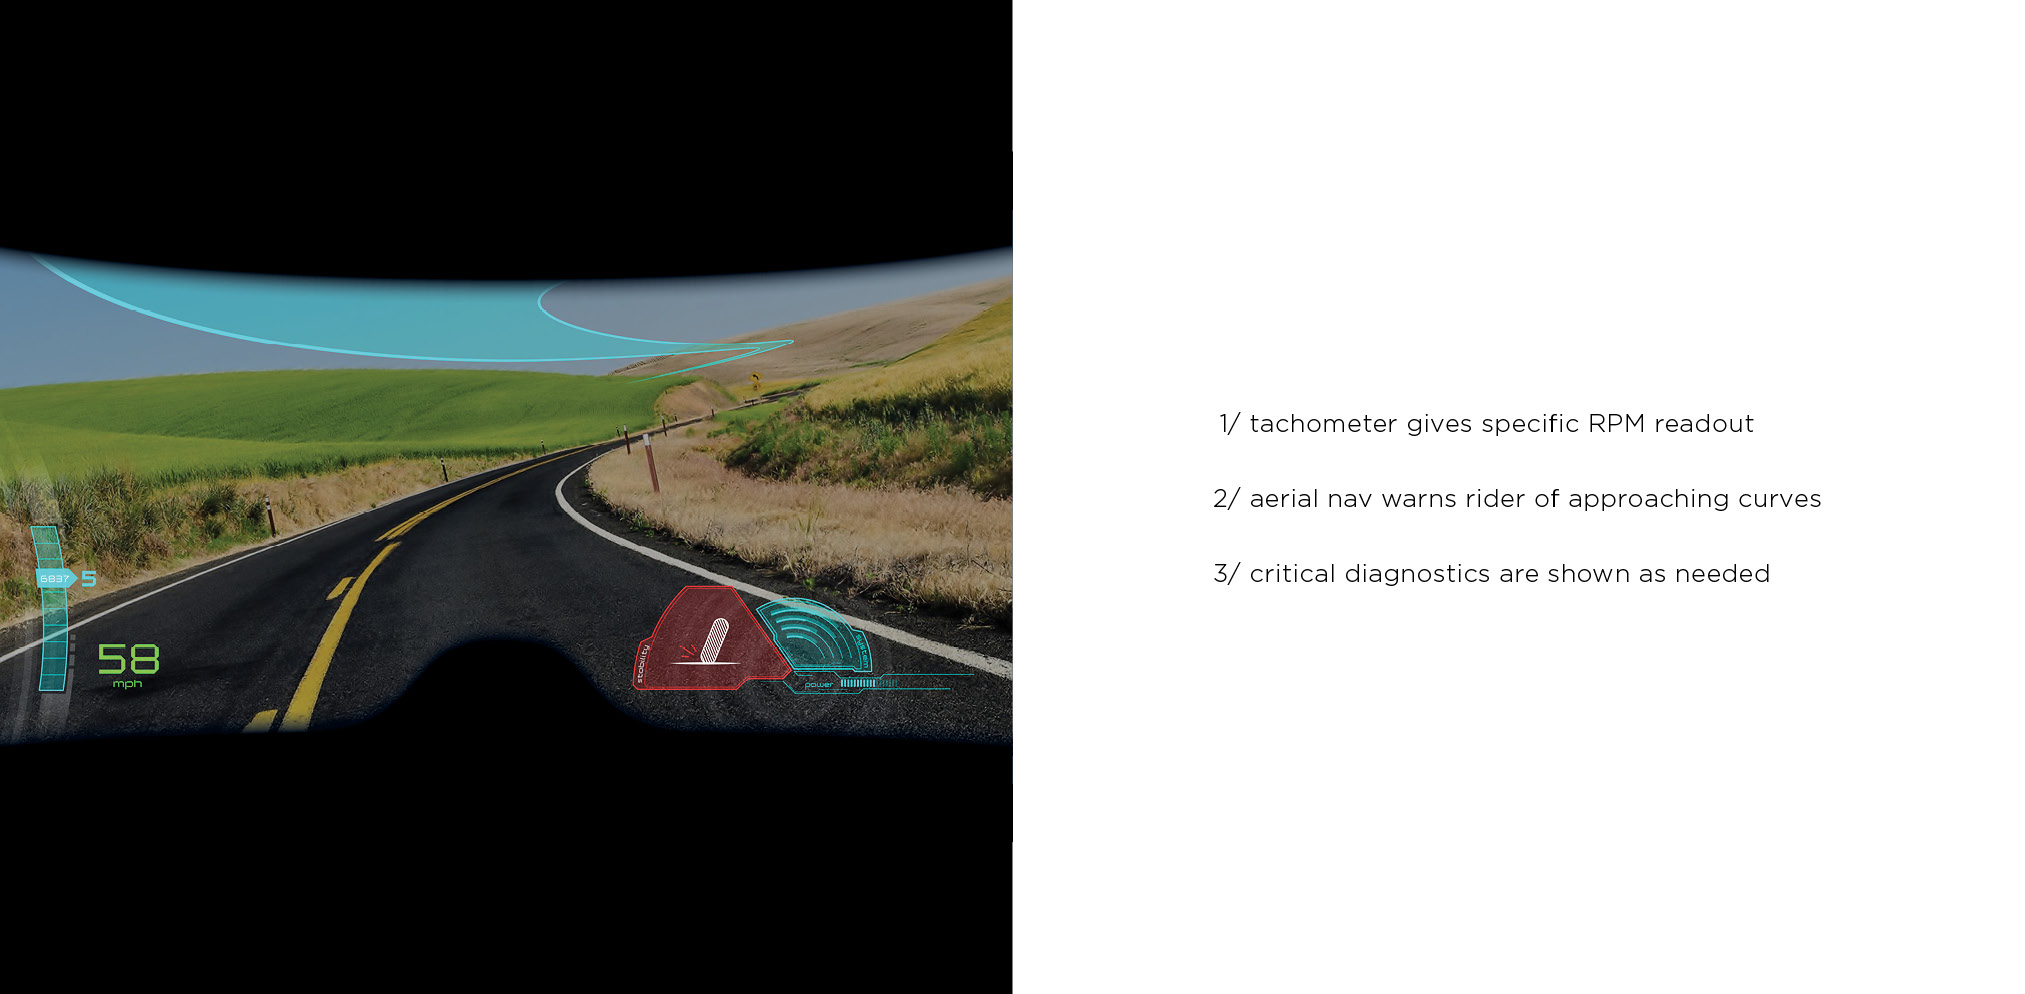 6837
5
58
mph
stability
system
power
1/ tachometer gives specific RPM readout
2/ aerial nav warns rider of approaching curves
3/ critical diagnostics are shown as needed